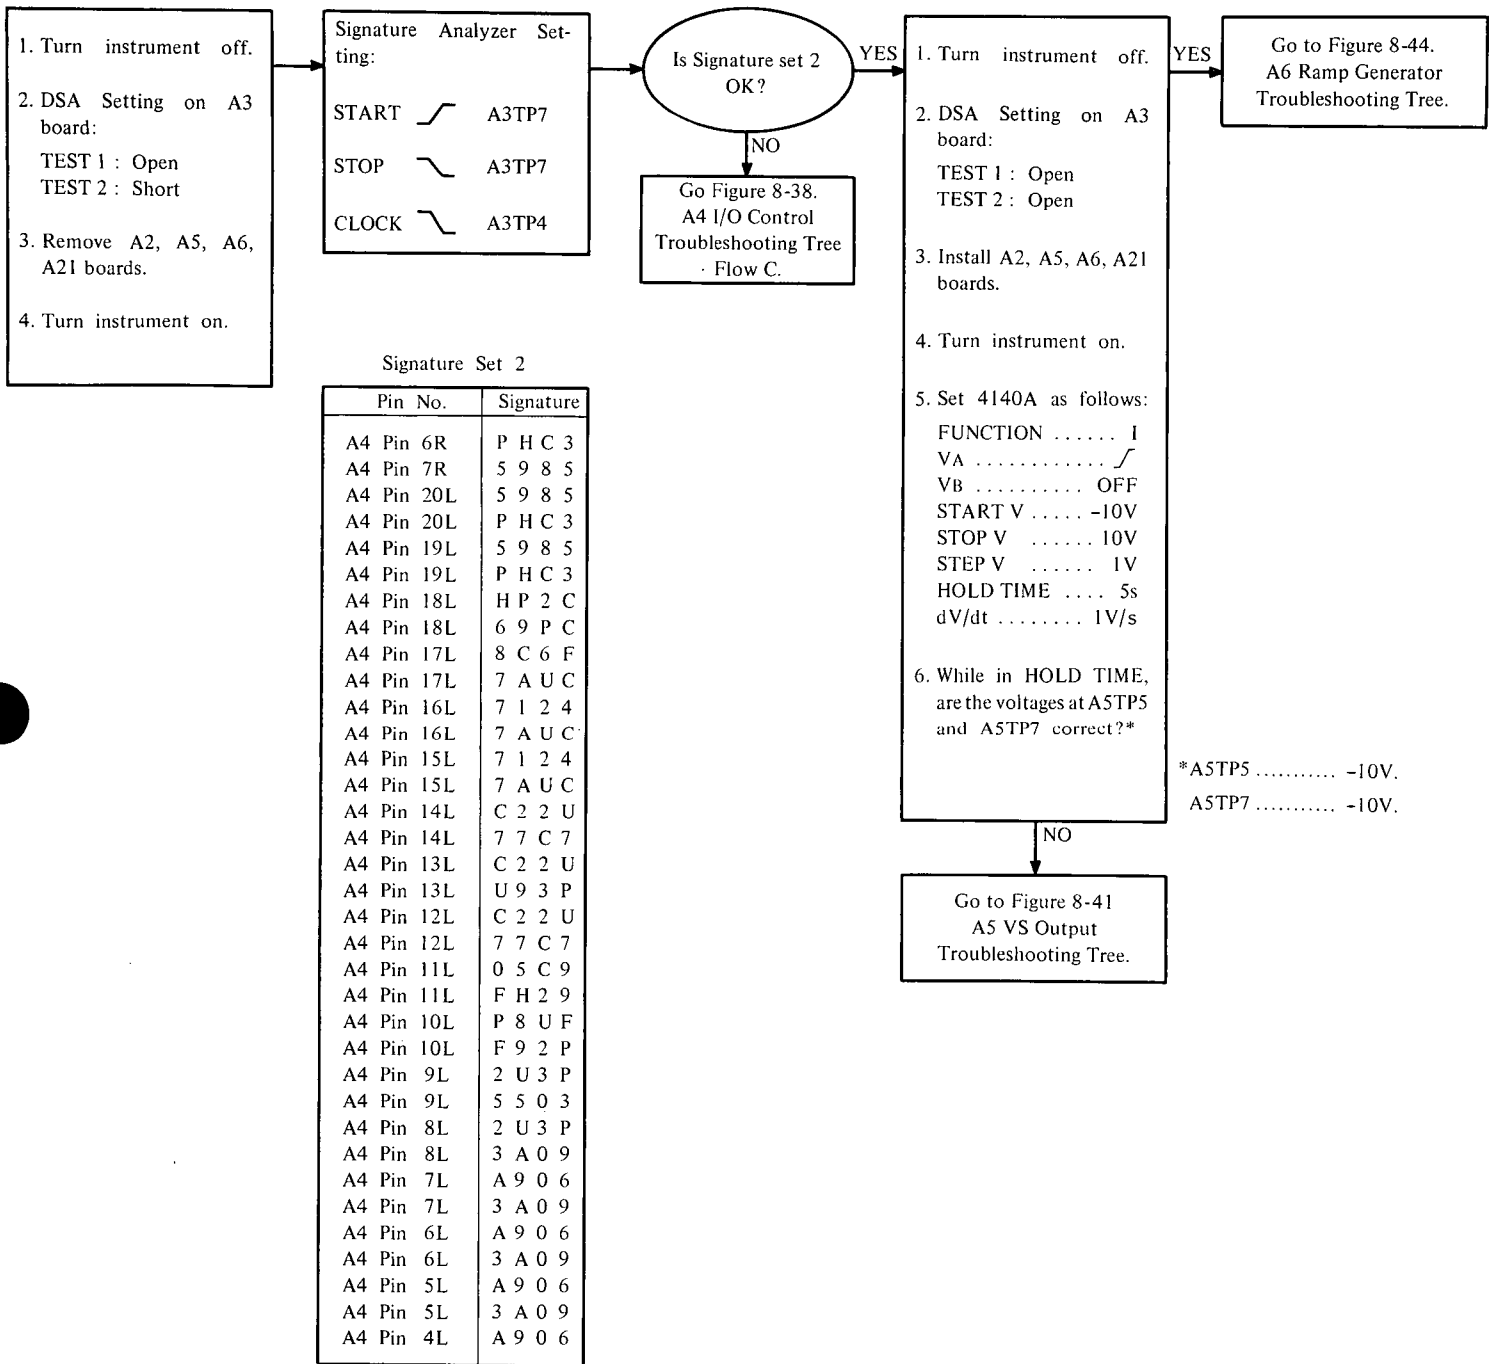 1. Turn instrument off.
2. DSA Setting on A3
board:
TEST 1 : Open
TEST 2 : Short
3. Remove A2, A5, A6,
A21 boards.
4. Turn instrument on.
Signature Analyzer Set-
ting:
START A3TP7
STOP A3TP7
CLOCK A3TP4
Is Signature set 2
OK?
YES
NO
Go Figure 8-38.
A4 I/O Control
Troubleshooting Tree
Flow C.
1. Turn instrument off.
2. DSA Setting on A3
board:
TEST 1 : Open
TEST 2 : Open
3. Install A2, A5, A6, A21
boards.
4. Turn instrument on.
5. Set 4140A as follows:
FUNCTION ...... I
VA ............
VB .......... OFF
START V ..... -10V
STOP V ...... 10V
STEP V ...... 1V
HOLD TIME .... 5s
dV/dt ........ 1V/s
6. While in HOLD TIME,
are the voltages at A5TP5
and A5TP7 correct?*
YES
Go to Figure 8-44.
A6 Ramp Generator
Troubleshooting Tree.
*A5TP5 ........... -10V.
A5TP7 ........... -10V.
NO
Go to Figure 8-41
A5 VS Output
Troubleshooting Tree.
Signature Set 2
Pin No. Signature
A4 Pin 6R P H C 3
A4 Pin 7R 5 9 8 5
A4 Pin 20L 5 9 8 5
A4 Pin 20L P H C 3
A4 Pin 19L 5 9 8 5
A4 Pin 19L P H C 3
A4 Pin 18L H P 2 C
A4 Pin 18L 6 9 P C
A4 Pin 17L 8 C 6 F
A4 Pin 17L 7 A U C
A4 Pin 16L 7 1 2 4
A4 Pin 16L 7 A U C
A4 Pin 15L 7 1 2 4
A4 Pin 15L 7 A U C
A4 Pin 14L C 2 2 U
A4 Pin 14L 7 7 C 7
A4 Pin 13L C 2 2 U
A4 Pin 13L U 9 3 P
A4 Pin 12L C 2 2 U
A4 Pin 12L 7 7 C 7
A4 Pin 11L 0 5 C 9
A4 Pin 11L F H 2 9
A4 Pin 10L P 8 U F
A4 Pin 10L F 9 2 P
A4 Pin 9L 2 U 3 P
A4 Pin 9L 5 5 0 3
A4 Pin 8L 2 U 3 P
A4 Pin 8L 3 A 0 9
A4 Pin 7L A 9 0 6
A4 Pin 7L 3 A 0 9
A4 Pin 6L A 9 0 6
A4 Pin 6L 3 A 0 9
A4 Pin 5L A 9 0 6
A4 Pin 5L 3 A 0 9
A4 Pin 4L A 9 0 6